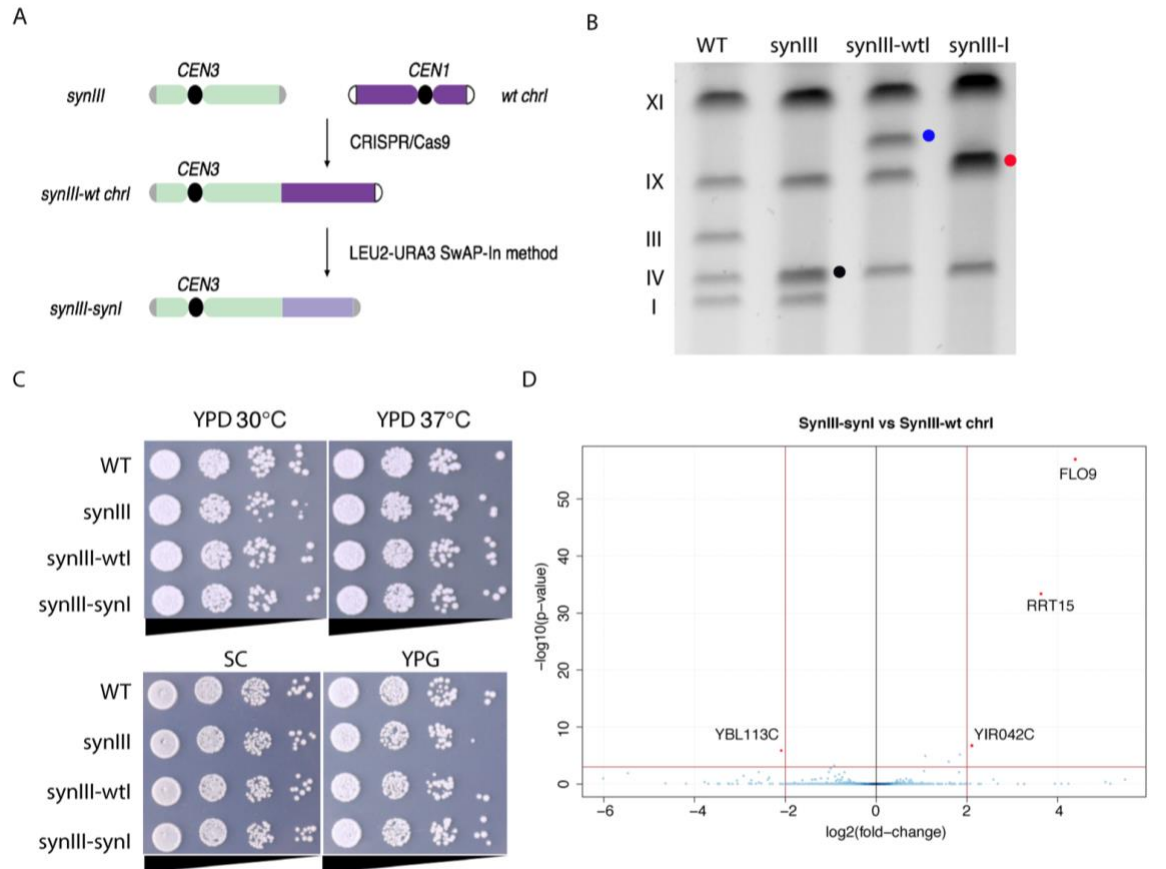 A
CEN3
CEN1
synIII
wt chrI
CRISPR/Cas9
CEN3
synIII-wt chrI
LEU2-URA3 SwAP-In method
CEN3
synIII-synI
B
WT synIII synIII-wtI synIII-I
XI
IX
III
IV
I
C
YPD 30°C YPD 37°C
WT
synIII
synIII-wtI
synIII-synI
SC YPG
WT
synIII
synIII-wtI
synIII-synI
D
SynIII-synI vs SynIII-wt chrI
FLO9
RRT15
YBL113C
YIR042C
−log10(p−value)
50
40
30
20
10
0
−6 −4 −2 0 2 4
log2(fold−change)